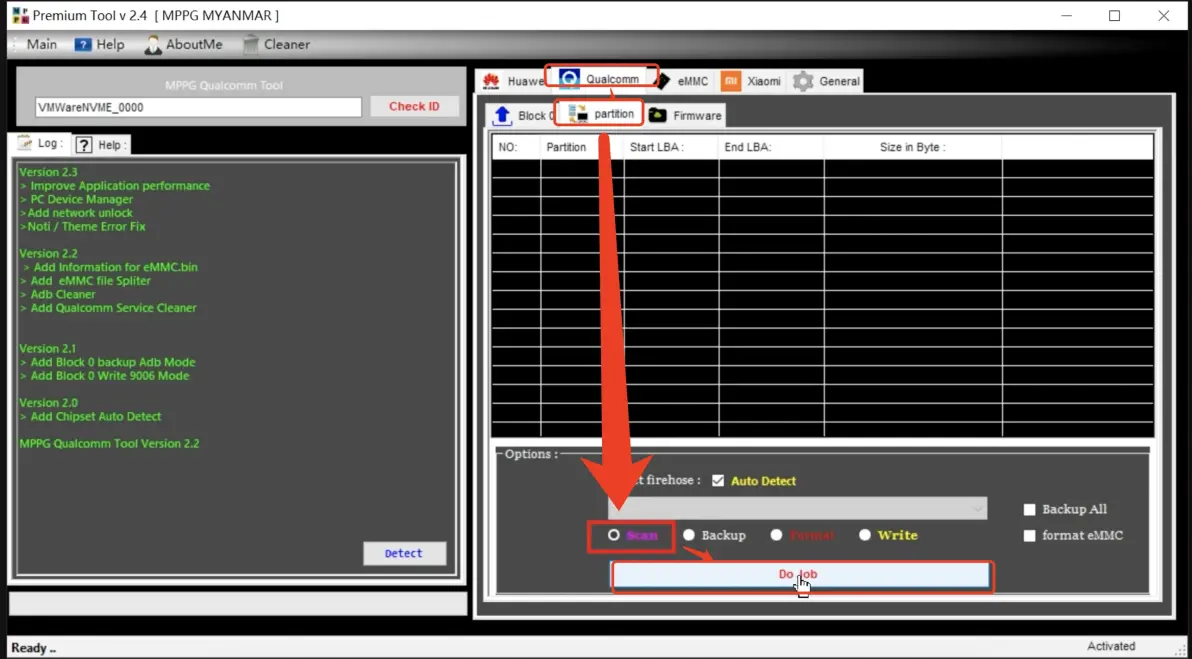 Premium Tool v 2.4 [ MPPG MYANMAR ]
Main Help AboutMe Cleaner
MPPG Qualcomm Tool
VMWareNVME_0000 Check ID
Log : Help :
Version 2.3
> Improve Application performance
> PC Device Manager
>Add network unlock
>Noti / Theme Error Fix
Version 2.2
> Add Information for eMMC.bin
> Add eMMC file Spliter
> Adb Cleaner
> Add Qualcomm Service Cleaner
Version 2.1
> Add Block 0 backup Adb Mode
> Add Block 0 Write 9006 Mode
Version 2.0
> Add Chipset Auto Detect
MPPG Qualcomm Tool Version 2.2
Detect
Huawe Qualcomm eMMC Xiaomi General
Block 0 partition Firmware
NO: Partition Start LBA : End LBA: Size in Byte :
Options :
t firehose : Auto Detect
Backup All
Scan Backup Format Write format eMMC
Do Job
Ready ..
Activated